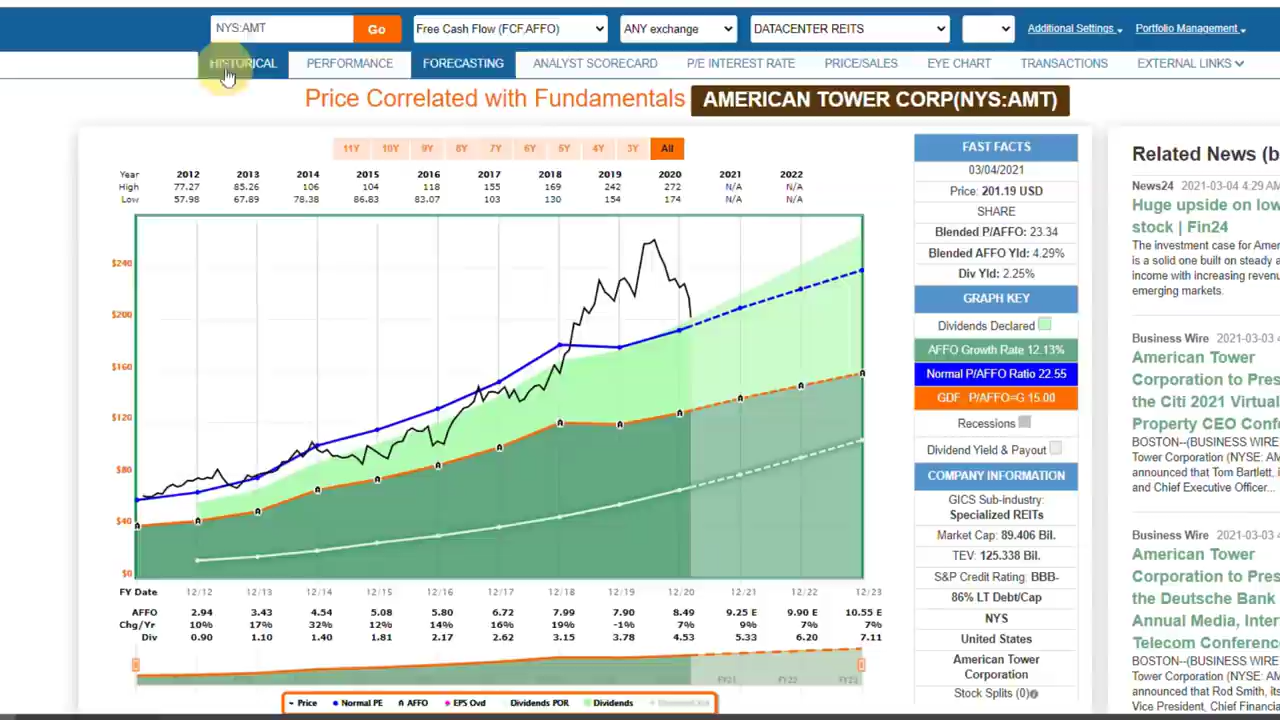 NYS:AMT Go Free Cash Flow (FCF,AFFO) ANY exchange DATACENTER REITS Additional Settings Portfolio Management
HISTORICAL PERFORMANCE FORECASTING ANALYST SCORECARD P/E INTEREST RATE PRICE/SALES EYE CHART TRANSACTIONS EXTERNAL LINKS
Price Correlated with Fundamentals AMERICAN TOWER CORP(NYS:AMT)
11Y 10Y 9Y 8Y 7Y 6Y 5Y 4Y 3Y All
Year 2012 2013 2014 2015 2016 2017 2018 2019 2020 2021 2022
High 77.27 85.26 106 104 118 155 169 242 272 N/A N/A
Low 57.98 67.89 78.38 86.83 83.07 103 130 154 174 N/A N/A
$240
$200
$160
$120
$80
$40
$0
FY Date 12/12 12/13 12/14 12/15 12/16 12/17 12/18 12/19 12/20 12/21 12/22 12/23
AFFO 2.94 3.43 4.54 5.08 5.80 6.72 7.99 7.90 8.49 9.25 E 9.90 E 10.55 E
Chg/Yr 10% 17% 32% 12% 14% 16% 19% -1% 8% 9% 7% 7%
Div 0.90 1.10 1.40 1.81 2.17 2.62 3.15 3.78 4.53 5.33 6.20 7.11
FY21 FY22 FY23
Price Normal PE AFFO EPS Ovd Dividends POR Dividends
FAST FACTS
03/04/2021
Price: 201.19 USD
SHARE
Blended P/AFFO: 23.34
Blended AFFO Yld: 4.29%
Div Yld: 2.25%
GRAPH KEY
Dividends Declared
AFFO Growth Rate 12.13%
Normal P/AFFO Ratio 22.55
GDF P/AFFO=G 15.00
Recessions
Dividend Yield & Payout
COMPANY INFORMATION
GICS Sub-industry:
Specialized REITs
Market Cap: 89.406 Bil.
TEV: 125.338 Bil.
S&P Credit Rating: BBB-
86% LT Debt/Cap
NYS
United States
American Tower
Corporation
Stock Splits (0)
Related News (b
News24 2021-03-04 4:29 AM
Huge upside on low
stock | Fin24
The investment case for Amer
is a solid one built on steady a
income with increasing revenu
emerging markets.
Business Wire 2021-03-03 4
American Tower
Corporation to Pres
the Citi 2021 Virtual
Property CEO Confe
BOSTON--(BUSINESS WIRE
Tower Corporation (NYSE: AM
announced that Tom Bartlett, i
and Chief Executive Officer...
Business Wire 2021-03-03
American Tower
Corporation to Pres
the Deutsche Bank
Annual Media, Inter
Telecom Conferenc
BOSTON--(BUSINESS WIRE
Tower Corporation (NYSE: AM
announced that Rod Smith, its
Vice President, Chief Financia